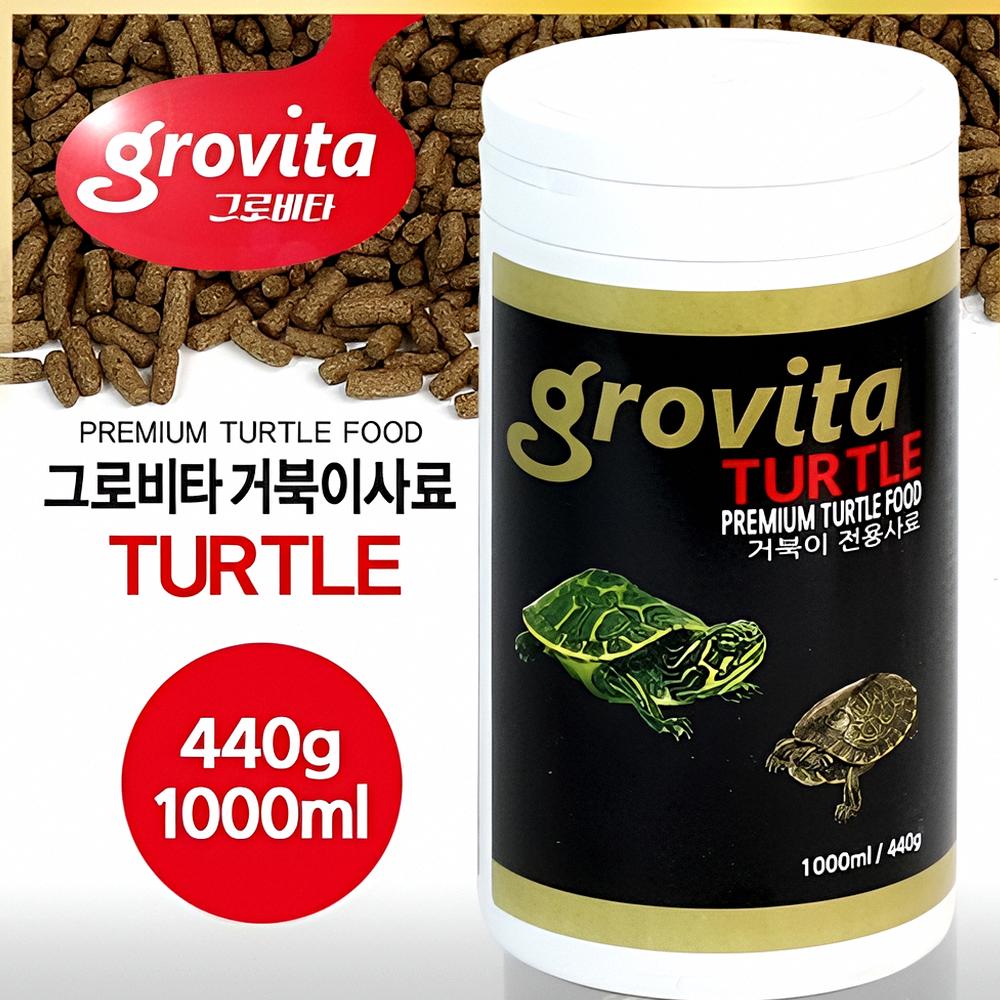 grovita
그로비타
PREMIUM TURTLE FOOD
그로비타 거북이사료
TURTLE
440g
1000ml
grovita
TURTLE
PREMIUM TURTLE FOOD
거북이 전용사료
1000ml / 440g